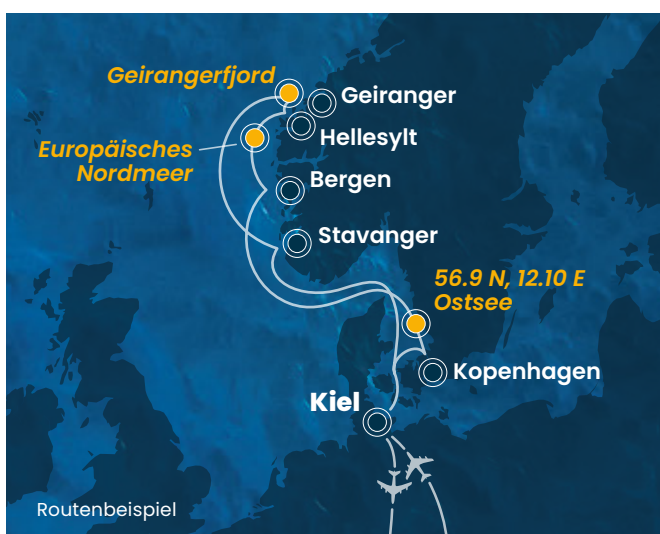 Geirangerfjord
Geiranger
Hellesylt
Europäisches
Nordmeer
Bergen
Stavanger
56.9 N, 12.10 E
Ostsee
Kopenhagen
Kiel
Routenbeispiel